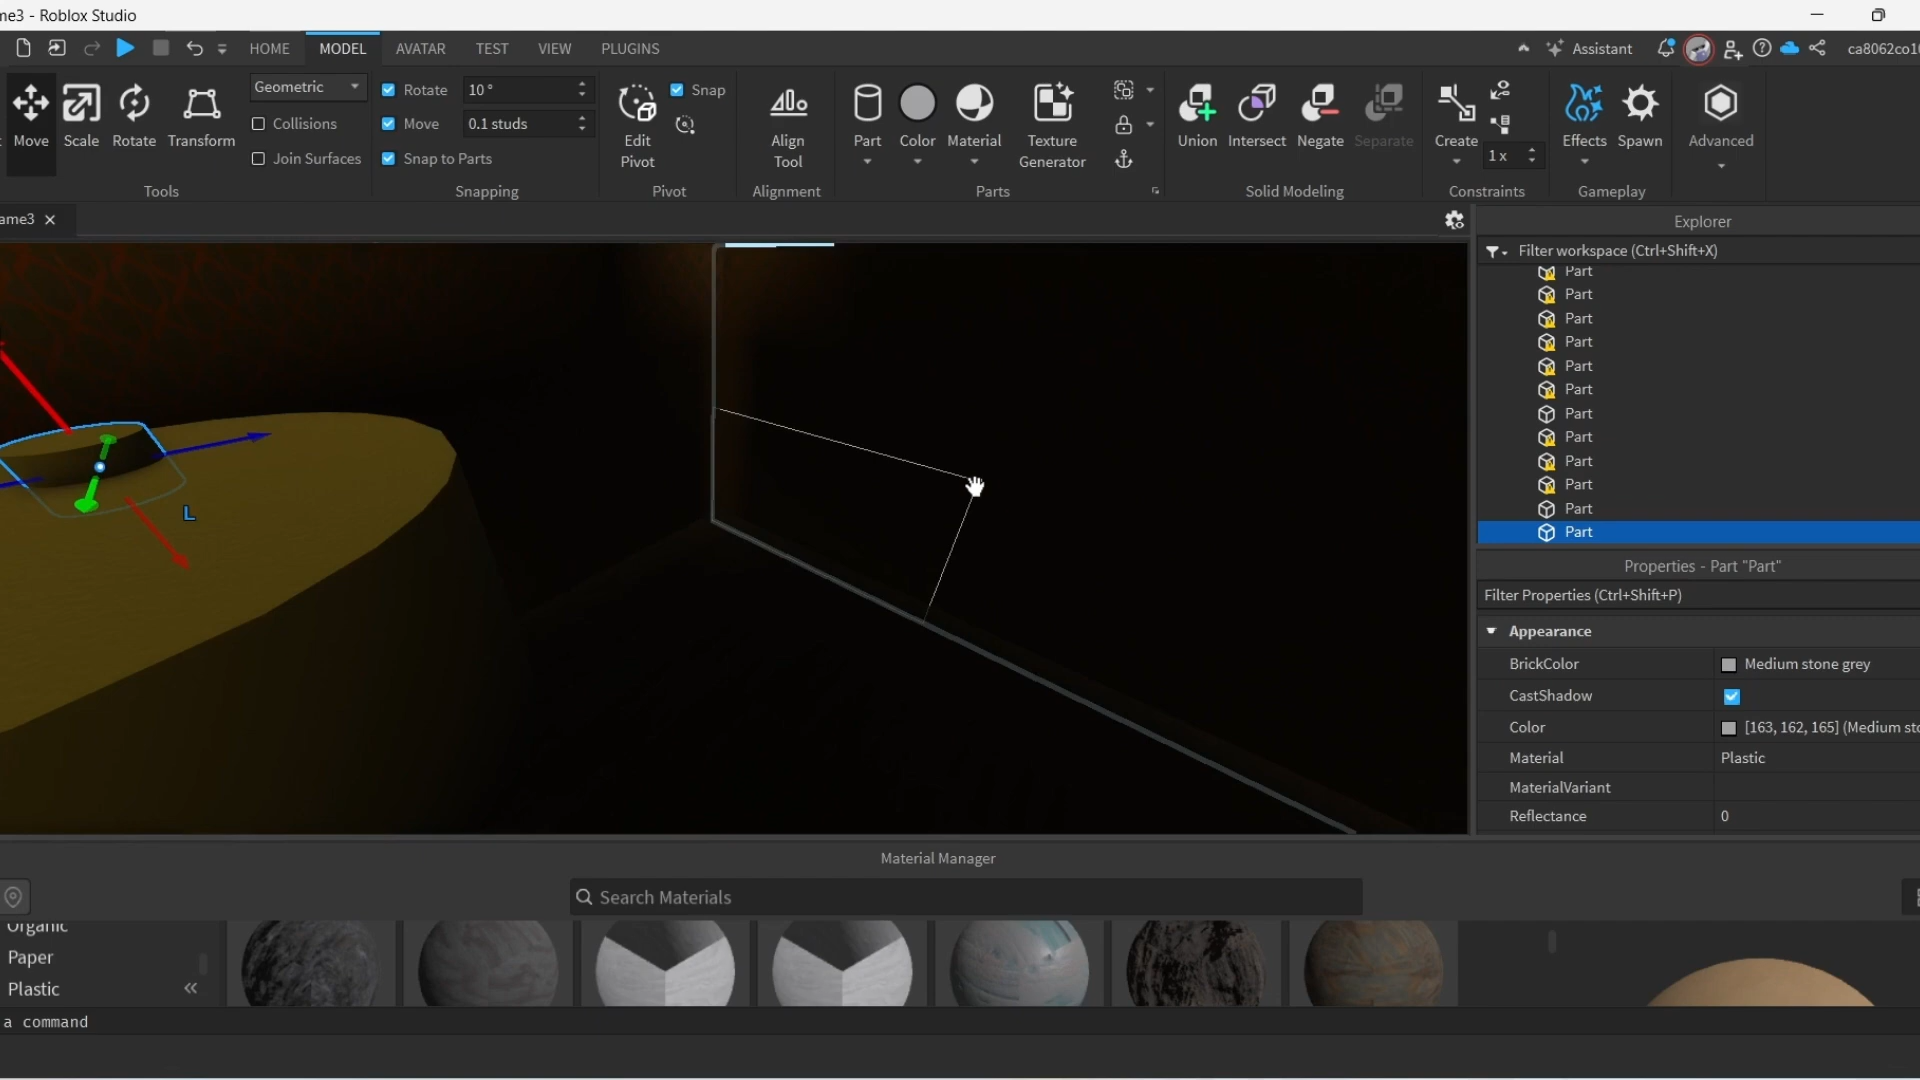 me3 - Roblox Studio
HOME MODEL AVATAR TEST VIEW PLUGINS Assistant ca8062co1
Move Scale Rotate Transform
Geometric
Collisions
Join Surfaces
Tools
Rotate 10 °
Move 0.1 studs
Snap to Parts
Snapping
Edit Pivot
Snap
Pivot
Align Tool
Alignment
Part Color Material Texture Generator
Parts
Union Intersect Negate Separate
Solid Modeling
Create 1 x
Constraints
Effects Spawn
Gameplay
Advanced
ame3
L
Explorer
Filter workspace (Ctrl+Shift+X)
Part
Part
Part
Part
Part
Part
Part
Part
Part
Part
Part
Part
Properties - Part "Part"
Filter Properties (Ctrl+Shift+P)
Appearance
BrickColor Medium stone grey
CastShadow
Color [163, 162, 165] (Medium sto
Material Plastic
MaterialVariant
Reflectance 0
Material Manager
Search Materials
Organic
Paper
Plastic
a command